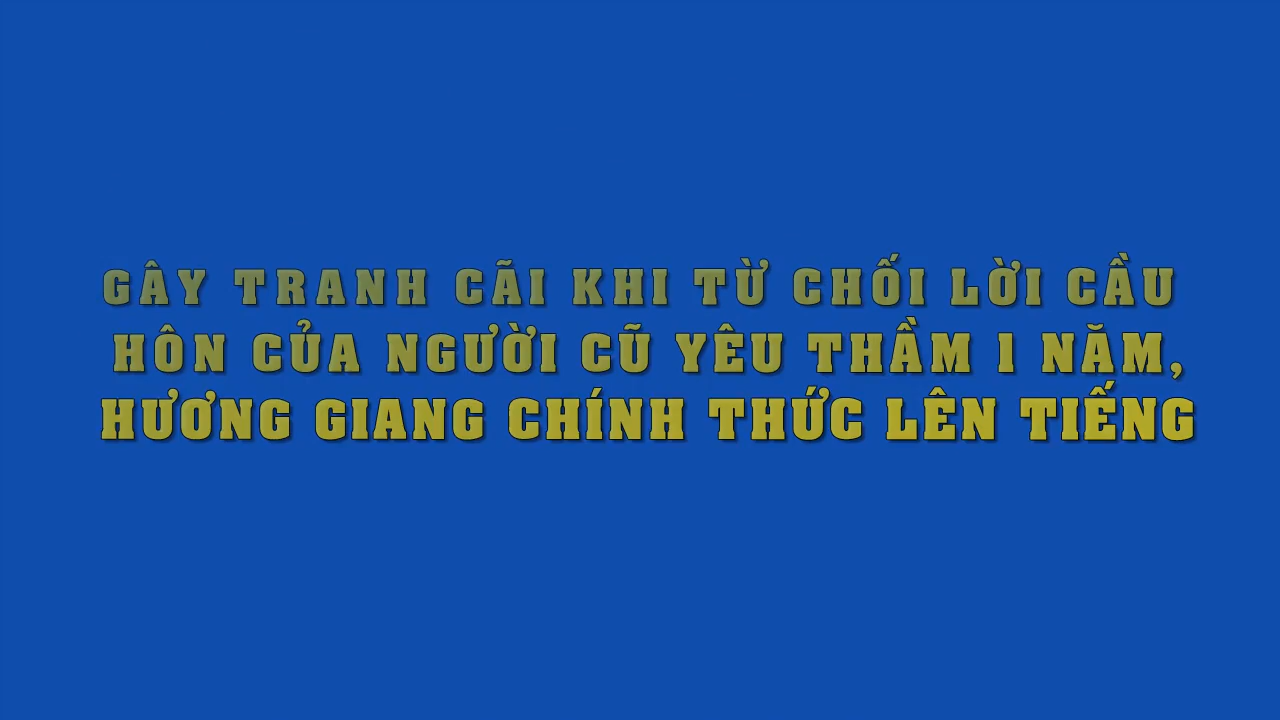 GÂY TRANH CÃI KHI TỪ CHỐI LỜI CẦU
HÔN CỦA NGƯỜI CŨ YÊU THẦM 1 NĂM,
HƯƠNG GIANG CHÍNH THỨC LÊN TIẾNG